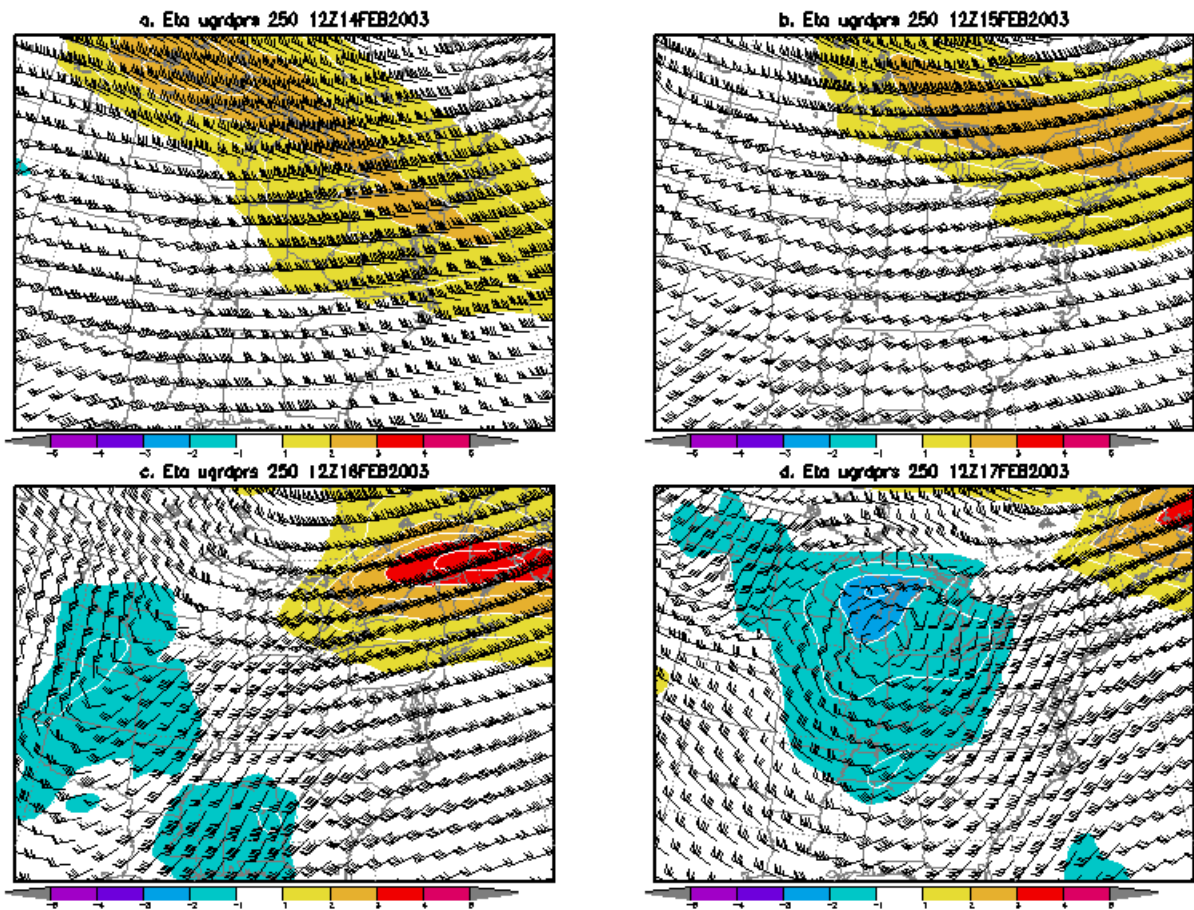 a. Eta ugrdprs 250 12Z14FEB2003
b. Eta ugrdprs 250 12Z15FEB2003
-5 -4 -3 -2 -1 1 2 3 4 5
-5 -4 -3 -2 -1 1 2 3 4 5
c. Eta ugrdprs 250 12Z16FEB2003
d. Eta ugrdprs 250 12Z17FEB2003
-5 -4 -3 -2 -1 1 2 3 4 5
-5 -4 -3 -2 -1 1 2 3 4 5